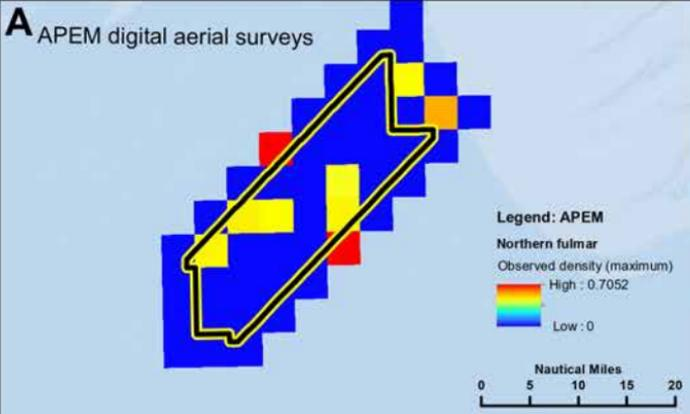 A APEM digital aerial surveys
Legend: APEM
Northern fulmar
Observed density (maximum)
High : 0.7052
Low : 0
Nautical Miles
0 5 10 15 20